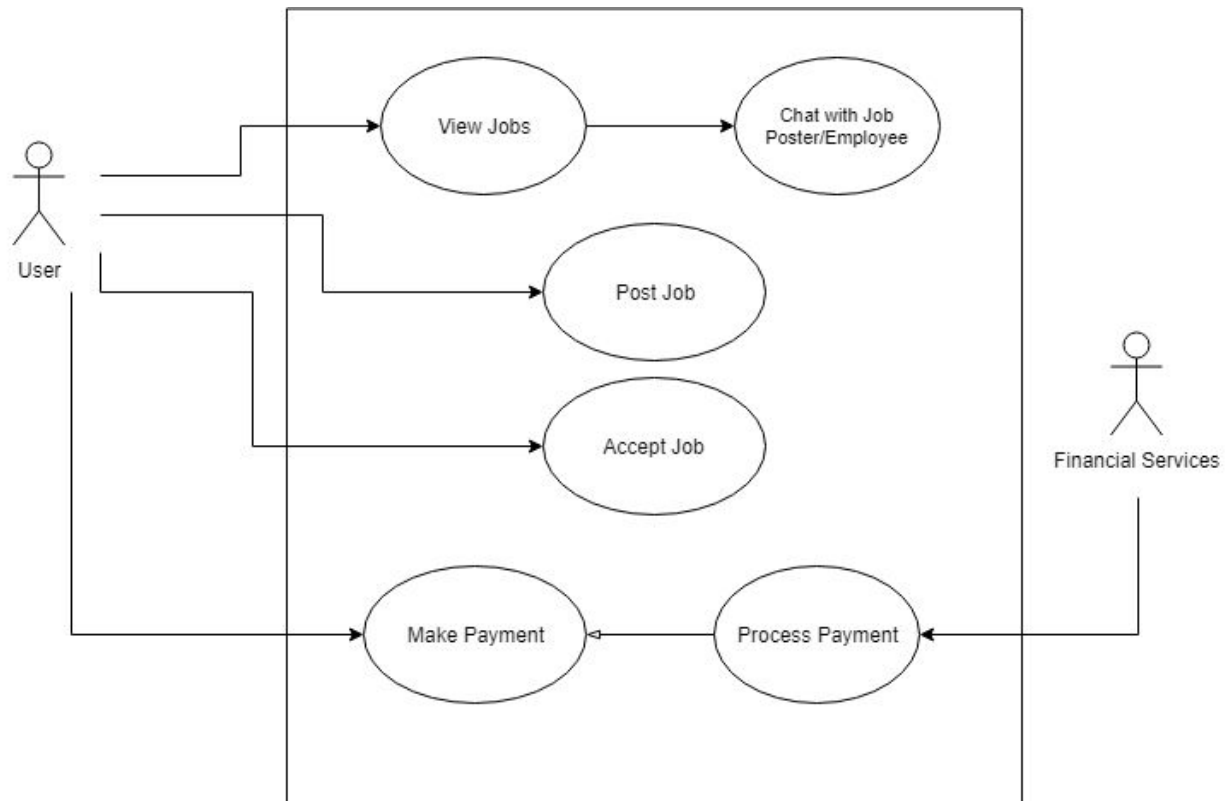 View Jobs
Chat with Job
Poster/Employee
User
Post Job
Accept Job
Financial Services
Make Payment
Process Payment